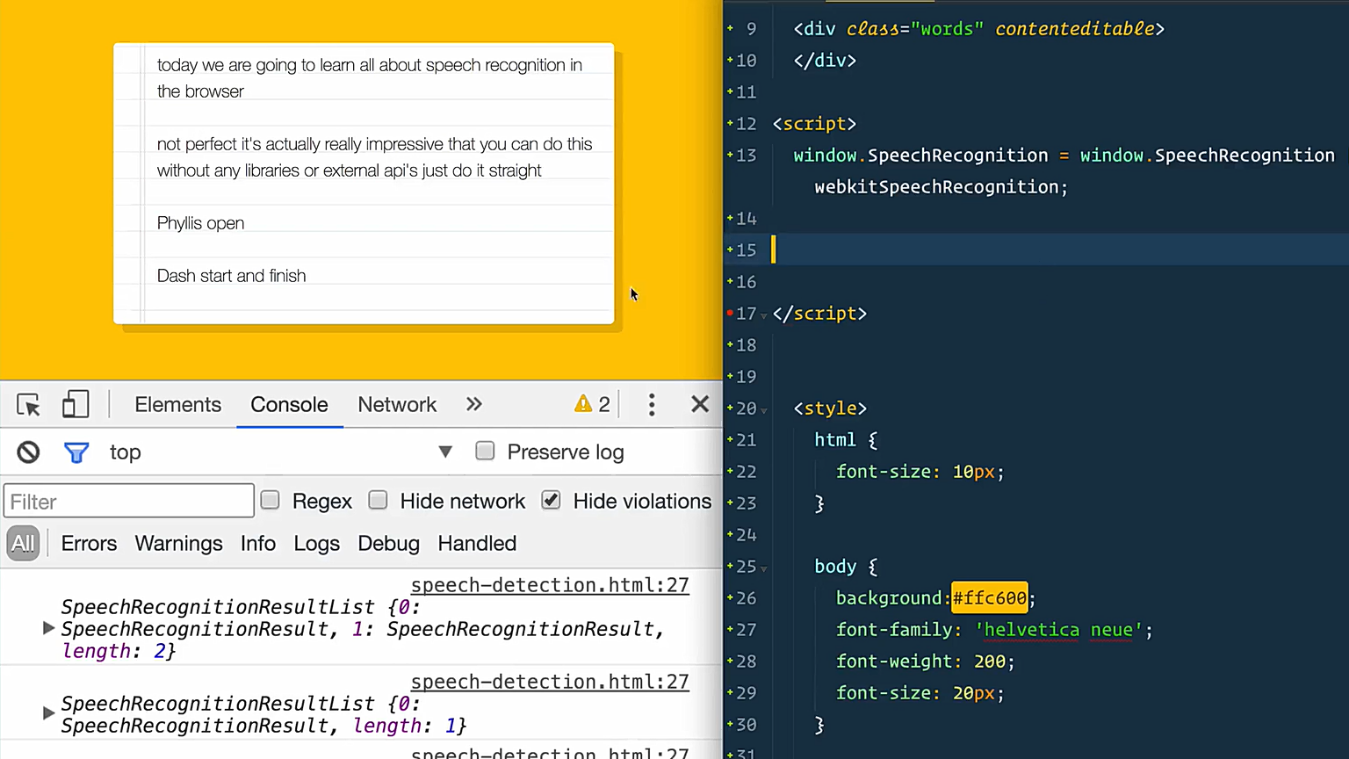 today we are going to learn all about speech recognition in
the browser
not perfect it's actually really impressive that you can do this
without any libraries or external api's just do it straight
Phyllis open
Dash start and finish
Elements Console Network » 2
top ▼ Preserve log
Filter Regex Hide network Hide violations
All Errors Warnings Info Logs Debug Handled
speech-detection.html:27
SpeechRecognitionResultList {0:
SpeechRecognitionResult, 1: SpeechRecognitionResult,
length: 2}
speech-detection.html:27
SpeechRecognitionResultList {0:
SpeechRecognitionResult, length: 1}
speech-detection.html:27
9 <div class="words" contenteditable>
10 </div>
11
12 <script>
13 window.SpeechRecognition = window.SpeechRecognition
webkitSpeechRecognition;
14
15
16
17 </script>
18
19
20 <style>
21 html {
22 font-size: 10px;
23 }
24
25 body {
26 background:#ffc600;
27 font-family: 'helvetica neue';
28 font-weight: 200;
29 font-size: 20px;
30 }
31